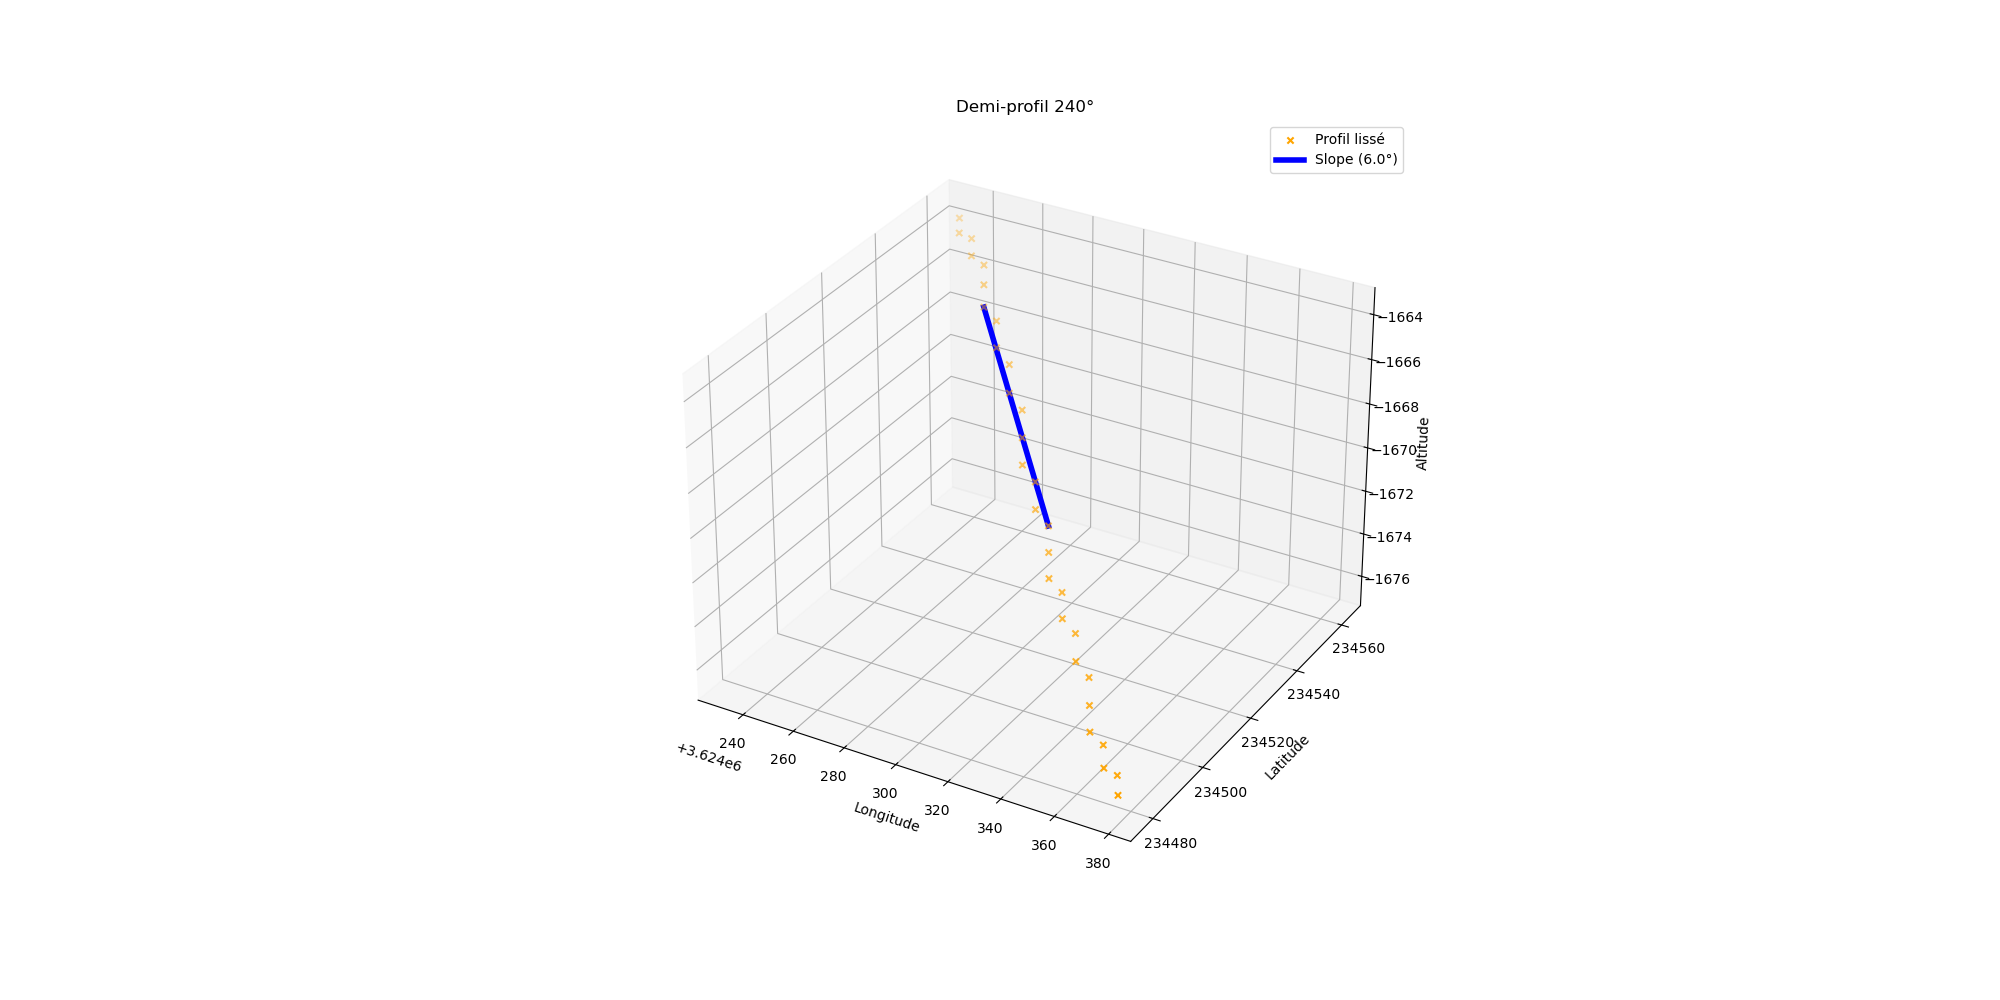 Demi-profil 240°
Profil lissé
Slope (6.0°)
−1664
−1666
−1668
−1670
−1672
−1674
−1676
Altitude
234560
234540
234520
234500
234480
Latitude
240
260
280
300
320
340
360
380
+3.624e6
Longitude